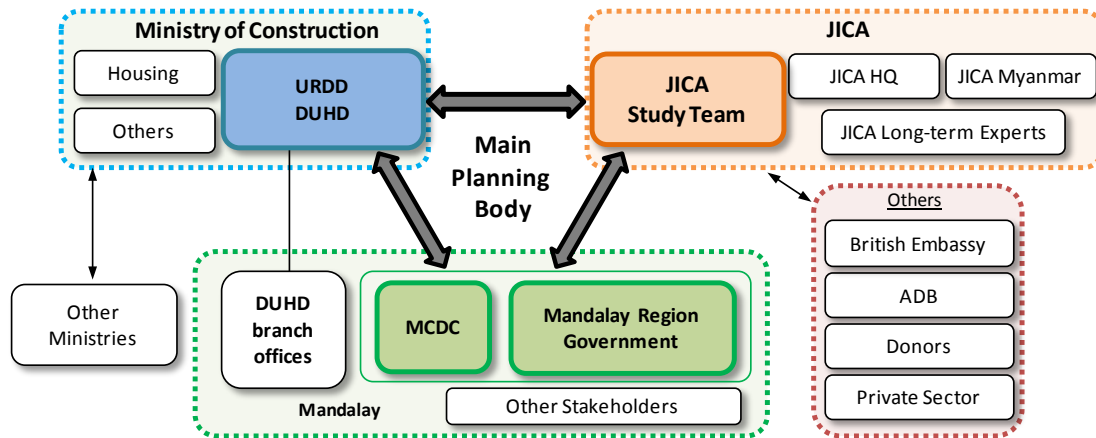 Ministry of Construction
Housing
Others
URDD
DUHD
JICA
JICA
Study Team
JICA HQ
JICA Myanmar
JICA Long-term Experts
Main
Planning
Body
Others
British Embassy
ADB
Donors
Private Sector
Other
Ministries
DUHD
branch
offices
MCDC
Mandalay Region
Government
Mandalay
Other Stakeholders